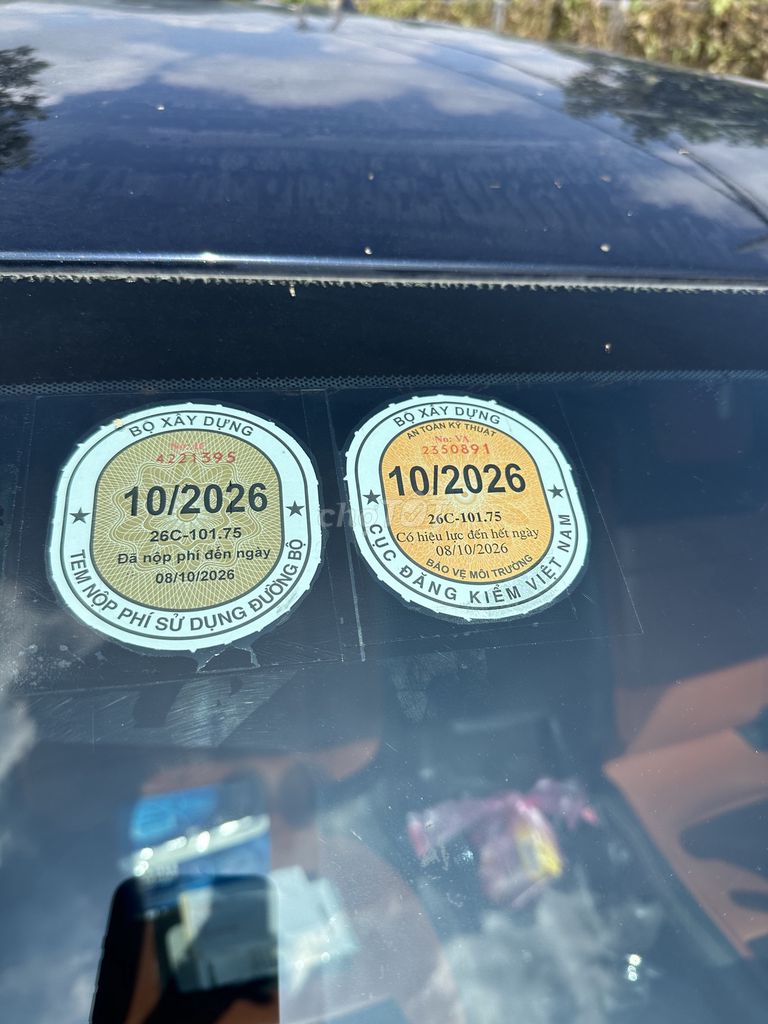 BỘ XÂY DỰNG
4221395
10/2026
26C-101.75
Đã nộp phí đến ngày
08/10/2026
TEM NỘP PHÍ SỬ DỤNG ĐƯỜNG BỘ
BỘ XÂY DỰNG
AN TOÀN KỸ THUẬT
No: VA
2350891
10/2026
26C-101.75
Có hiệu lực đến hết ngày
08/10/2026
BẢO VỆ MÔI TRƯỜNG
CỤC ĐĂNG KIỂM VIỆT NAM